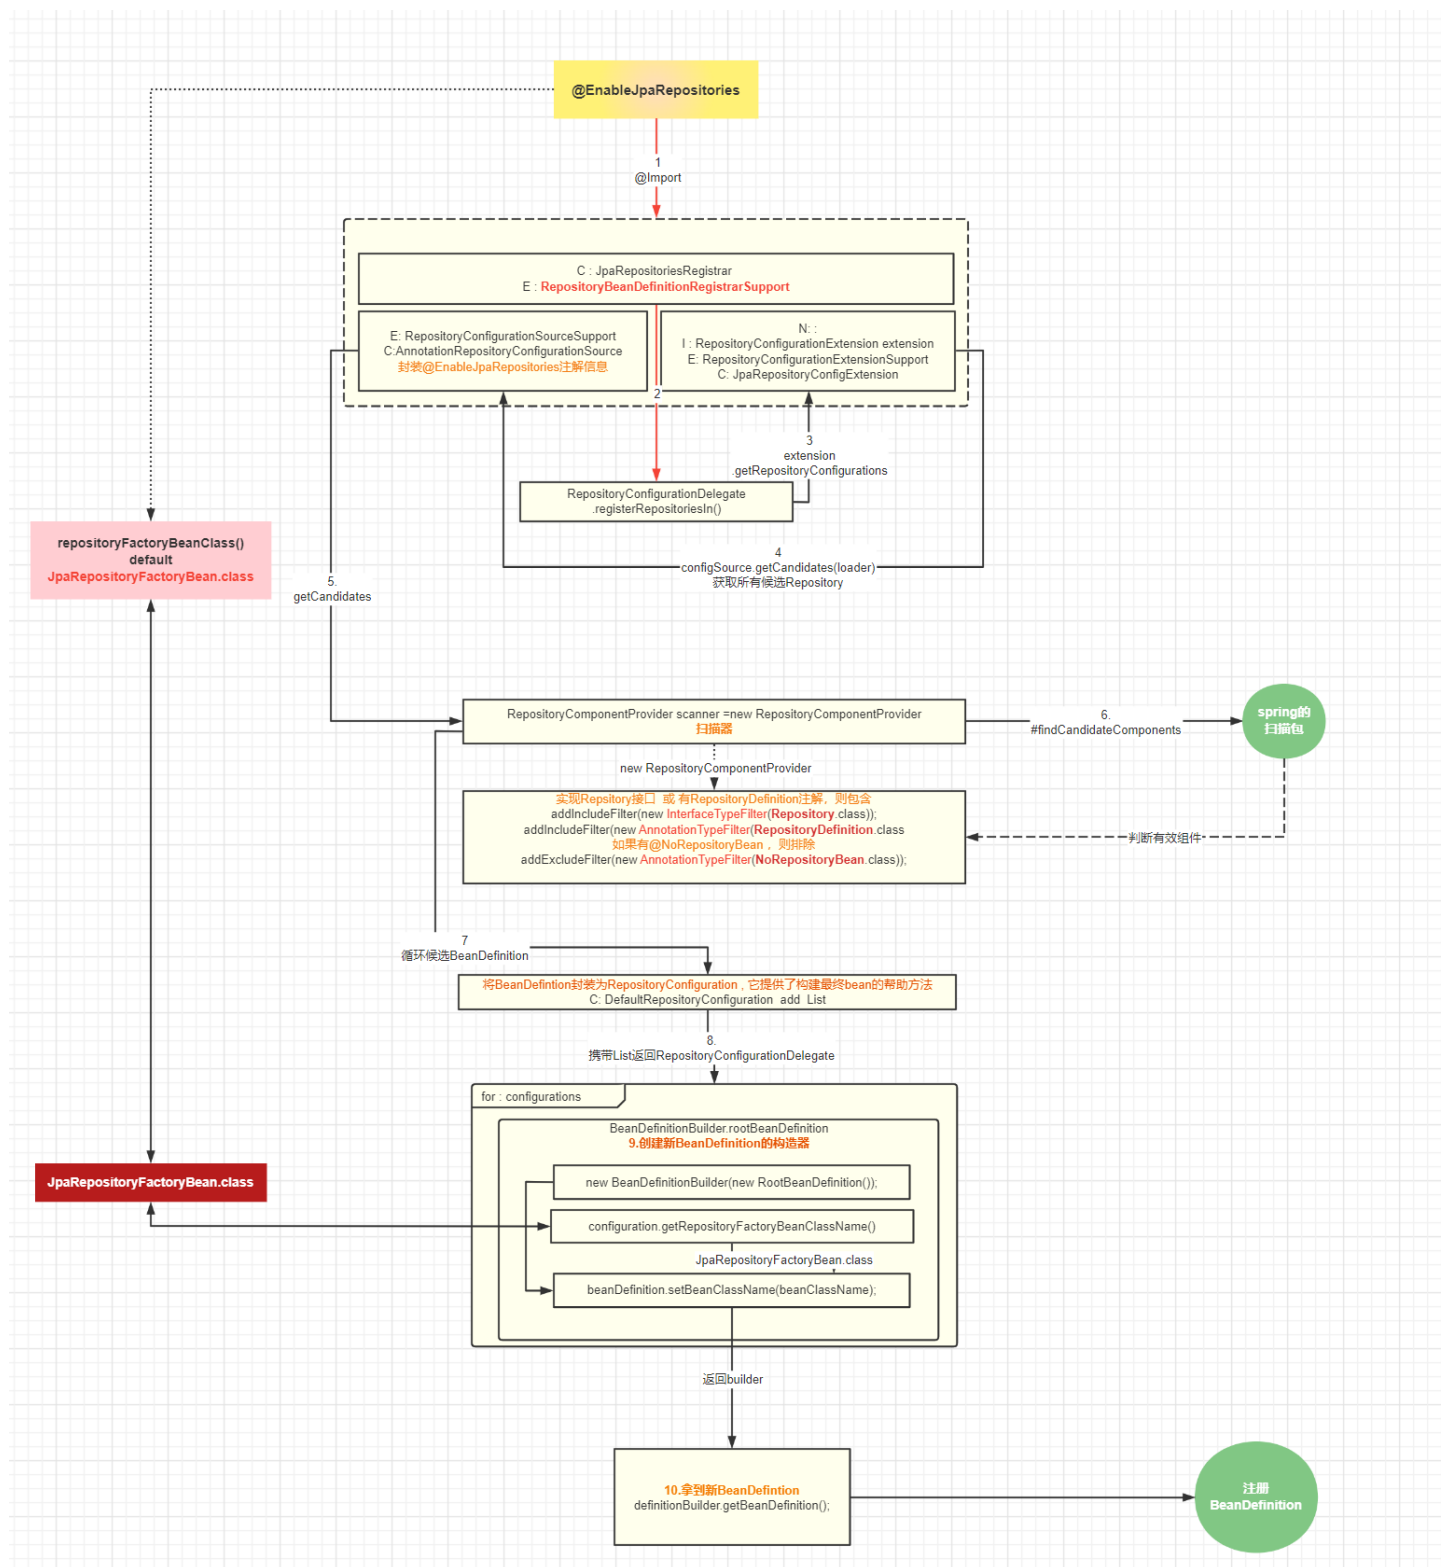 @EnableJpaRepositories
1
@Import
C : JpaRepositoriesRegistrar
E : RepositoryBeanDefinitionRegistrarSupport
E: RepositoryConfigurationSourceSupport
C:AnnotationRepositoryConfigurationSource
封装@EnableJpaRepositories注解信息
N: :
I : RepositoryConfigurationExtension extension
E: RepositoryConfigurationExtensionSupport
C: JpaRepositoryConfigExtension
2
3
extension
.getRepositoryConfigurations
RepositoryConfigurationDelegate
.registerRepositoriesIn()
4
configSource.getCandidates(loader)
获取所有候选Repository
repositoryFactoryBeanClass()
default
JpaRepositoryFactoryBean.class
5.
getCandidates
RepositoryComponentProvider scanner =new RepositoryComponentProvider
扫描器
6.
#findCandidateComponents
spring的
扫描包
new RepositoryComponentProvider
实现Repsitory接口 或 有RepositoryDefinition注解，则包含
addIncludeFilter(new InterfaceTypeFilter(Repository.class));
addIncludeFilter(new AnnotationTypeFilter(RepositoryDefinition.class
如果有@NoRepositoryBean ，则排除
addExcludeFilter(new AnnotationTypeFilter(NoRepositoryBean.class));
判断有效组件
7
循环候选BeanDefinition
将BeanDefintion封装为RepositoryConfiguration , 它提供了构建最终bean的帮助方法
C: DefaultRepositoryConfiguration add List
8.
携带List返回RepositoryConfigurationDelegate
for : configurations
BeanDefinitionBuilder.rootBeanDefinition
9.创建新BeanDefinition的构造器
new BeanDefinitionBuilder(new RootBeanDefinition());
JpaRepositoryFactoryBean.class
configuration.getRepositoryFactoryBeanClassName()
JpaRepositoryFactoryBean.class
beanDefinition.setBeanClassName(beanClassName);
返回builder
10.拿到新BeanDefintion
definitionBuilder.getBeanDefinition();
注册
BeanDefinition